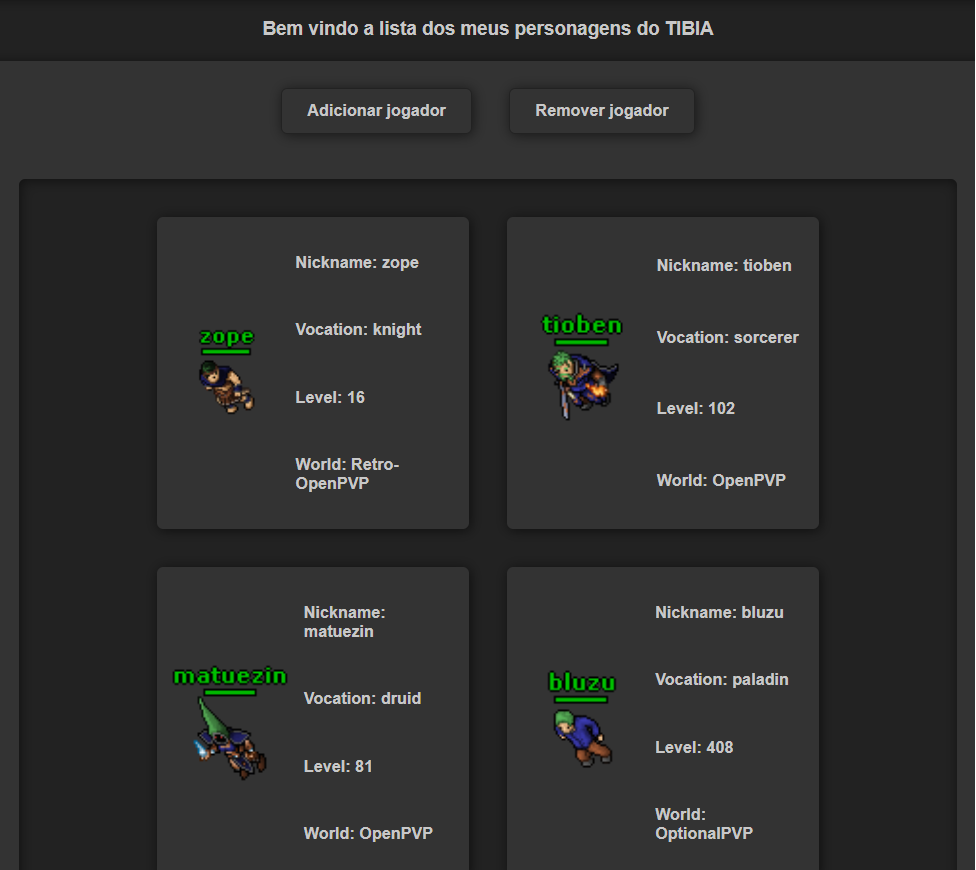 Bem vindo a lista dos meus personagens do TIBIA
Adicionar jogador
Remover jogador
zope
Nickname: zope
Vocation: knight
Level: 16
World: Retro-
OpenPVP
tioben
Nickname: tioben
Vocation: sorcerer
Level: 102
World: OpenPVP
matuezin
Nickname:
matuezin
Vocation: druid
Level: 81
World: OpenPVP
bluzu
Nickname: bluzu
Vocation: paladin
Level: 408
World:
OptionalPVP